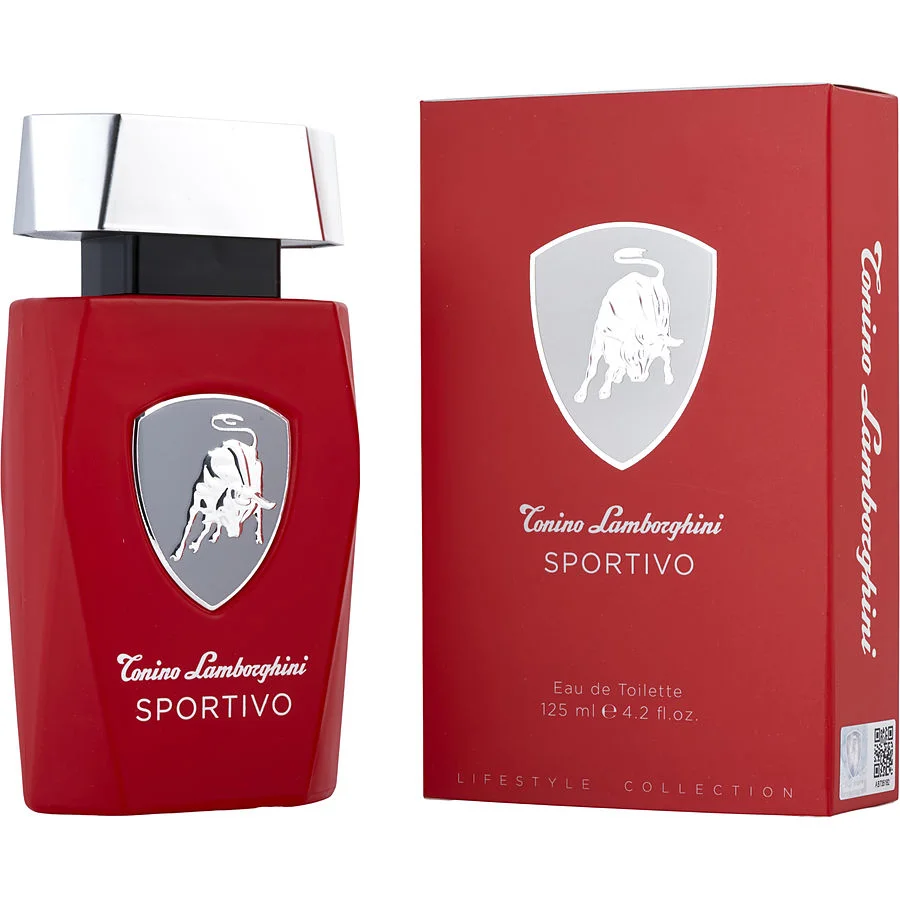 Tonino Lamborghini
SPORTIVO
Tonino Lamborghini
SPORTIVO
Eau de Toilette
125 ml ℮ 4.2 fl.oz.
LIFESTYLE COLLECTION
Tonino Lamborghini